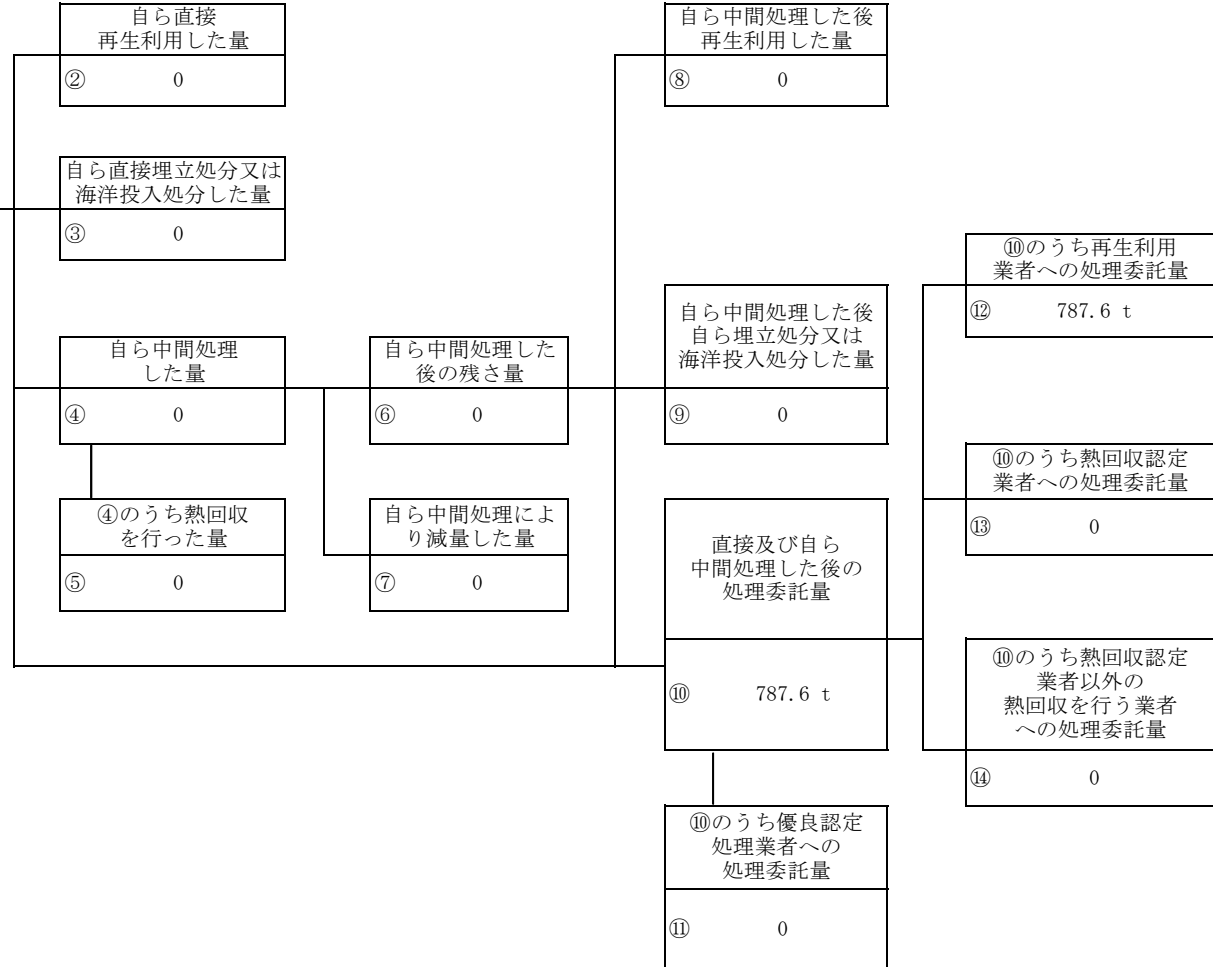 自ら直接
再生利用した量
② 0
自ら中間処理した後
再生利用した量
⑧ 0
自ら直接埋立処分又は
海洋投入処分した量
③ 0
⑩のうち再生利用
業者への処理委託量
⑫ 787.6 t
自ら中間処理
した量
④ 0
自ら中間処理した
後の残さ量
⑥ 0
自ら中間処理した後
自ら埋立処分又は
海洋投入処分した量
⑨ 0
⑩のうち熱回収認定
業者への処理委託量
⑬ 0
④のうち熱回収
を行った量
⑤ 0
自ら中間処理によ
り減量した量
⑦ 0
直接及び自ら
中間処理した後の
処理委託量
⑩ 787.6 t
⑩のうち熱回収認定
業者以外の
熱回収を行う業者
への処理委託量
⑭ 0
⑩のうち優良認定
処理業者への
処理委託量
⑪ 0